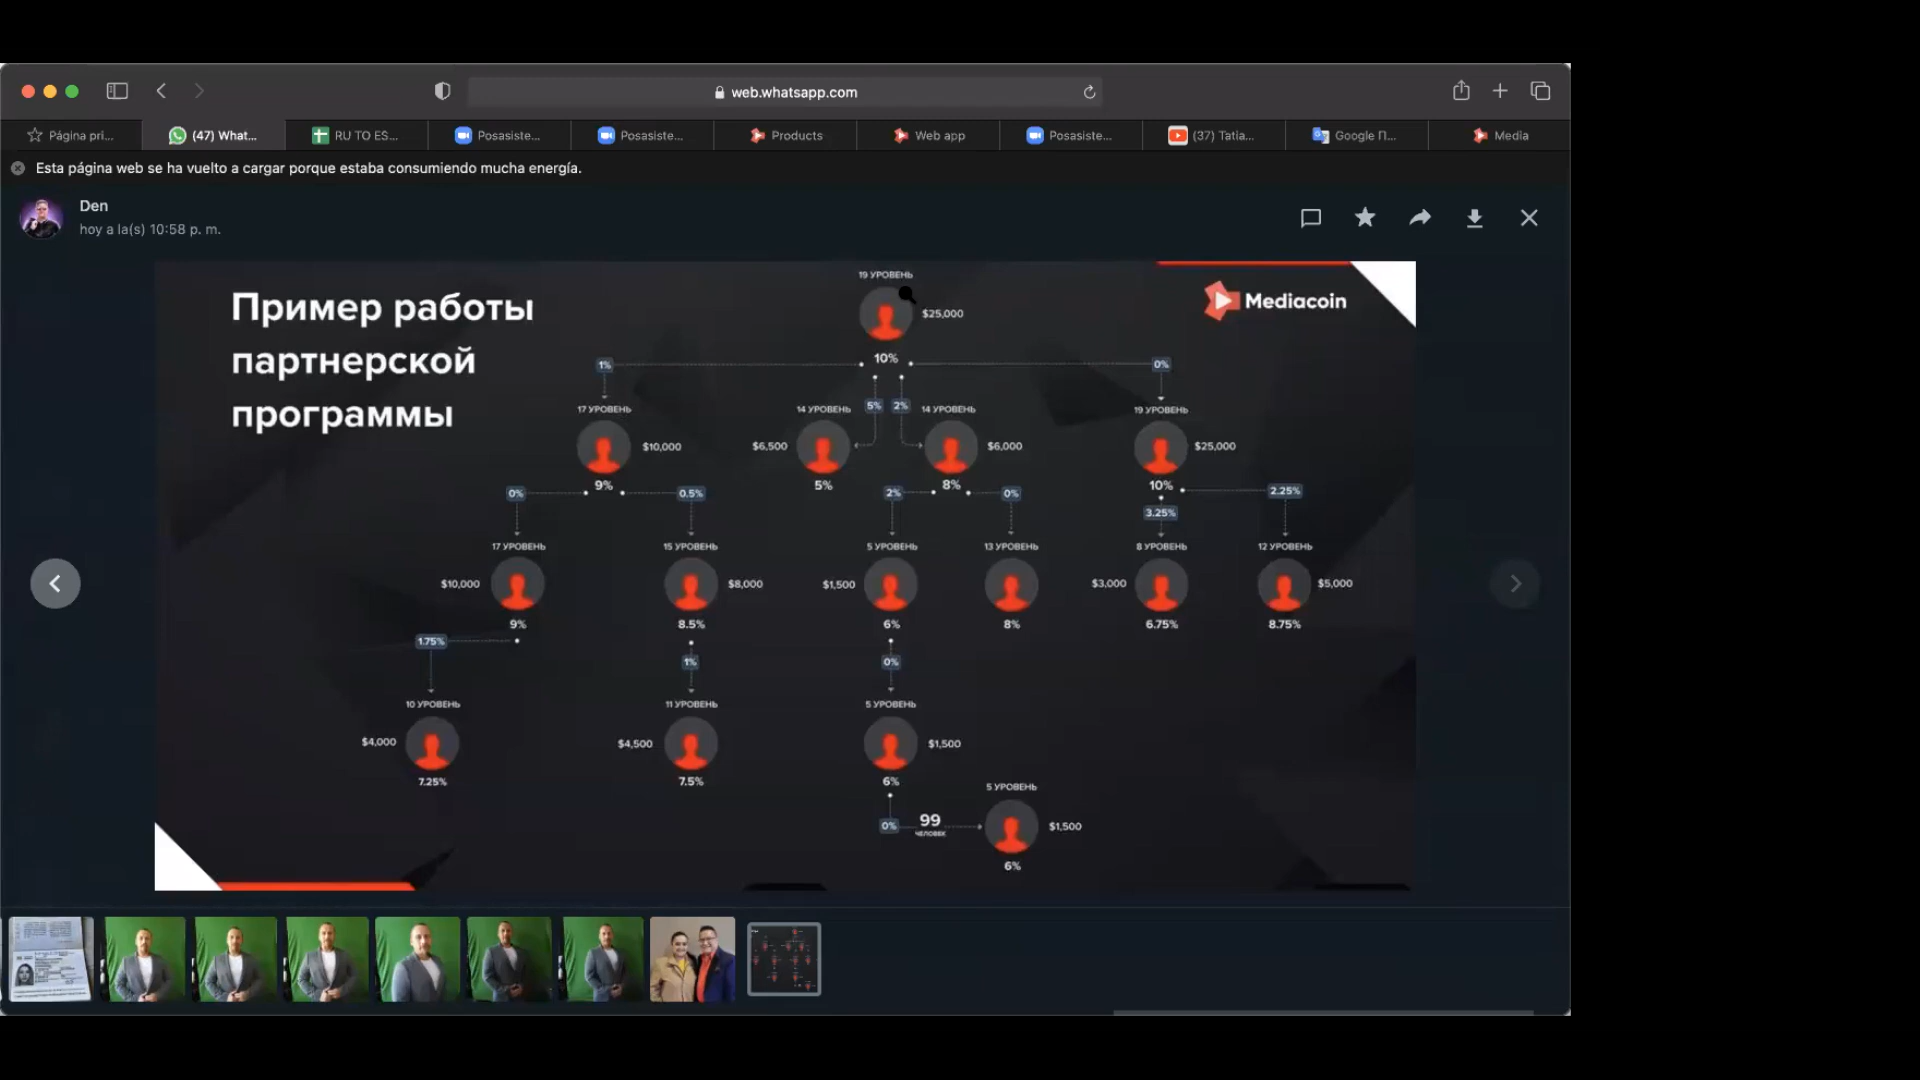 web.whatsapp.com
Página pri...
(47) What...
RU TO ES...
Posasiste...
Posasiste...
Products
Web app
Posasiste...
(37) Tatia...
Google П...
Media
Esta página web se ha vuelto a cargar porque estaba consumiendo mucha energía.
Den
hoy a la(s) 10:58 p. m.
Пример работы
партнерской
программы
Mediacoin
19 УРОВЕНЬ
$25,000
10%
1%
5%
2%
0%
17 УРОВЕНЬ
$10,000
9%
14 УРОВЕНЬ
$6,500
5%
14 УРОВЕНЬ
$6,000
8%
19 УРОВЕНЬ
$25,000
10%
0%
0.5%
2%
0%
3.25%
2.25%
17 УРОВЕНЬ
$10,000
9%
15 УРОВЕНЬ
$8,000
8.5%
5 УРОВЕНЬ
$1,500
6%
13 УРОВЕНЬ
8%
8 УРОВЕНЬ
$3,000
6.75%
12 УРОВЕНЬ
$5,000
8.75%
1.75%
1%
0%
10 УРОВЕНЬ
$4,000
7.25%
11 УРОВЕНЬ
$4,500
7.5%
5 УРОВЕНЬ
$1,500
6%
0%
99
ЧЕЛОВЕК
5 УРОВЕНЬ
$1,500
6%